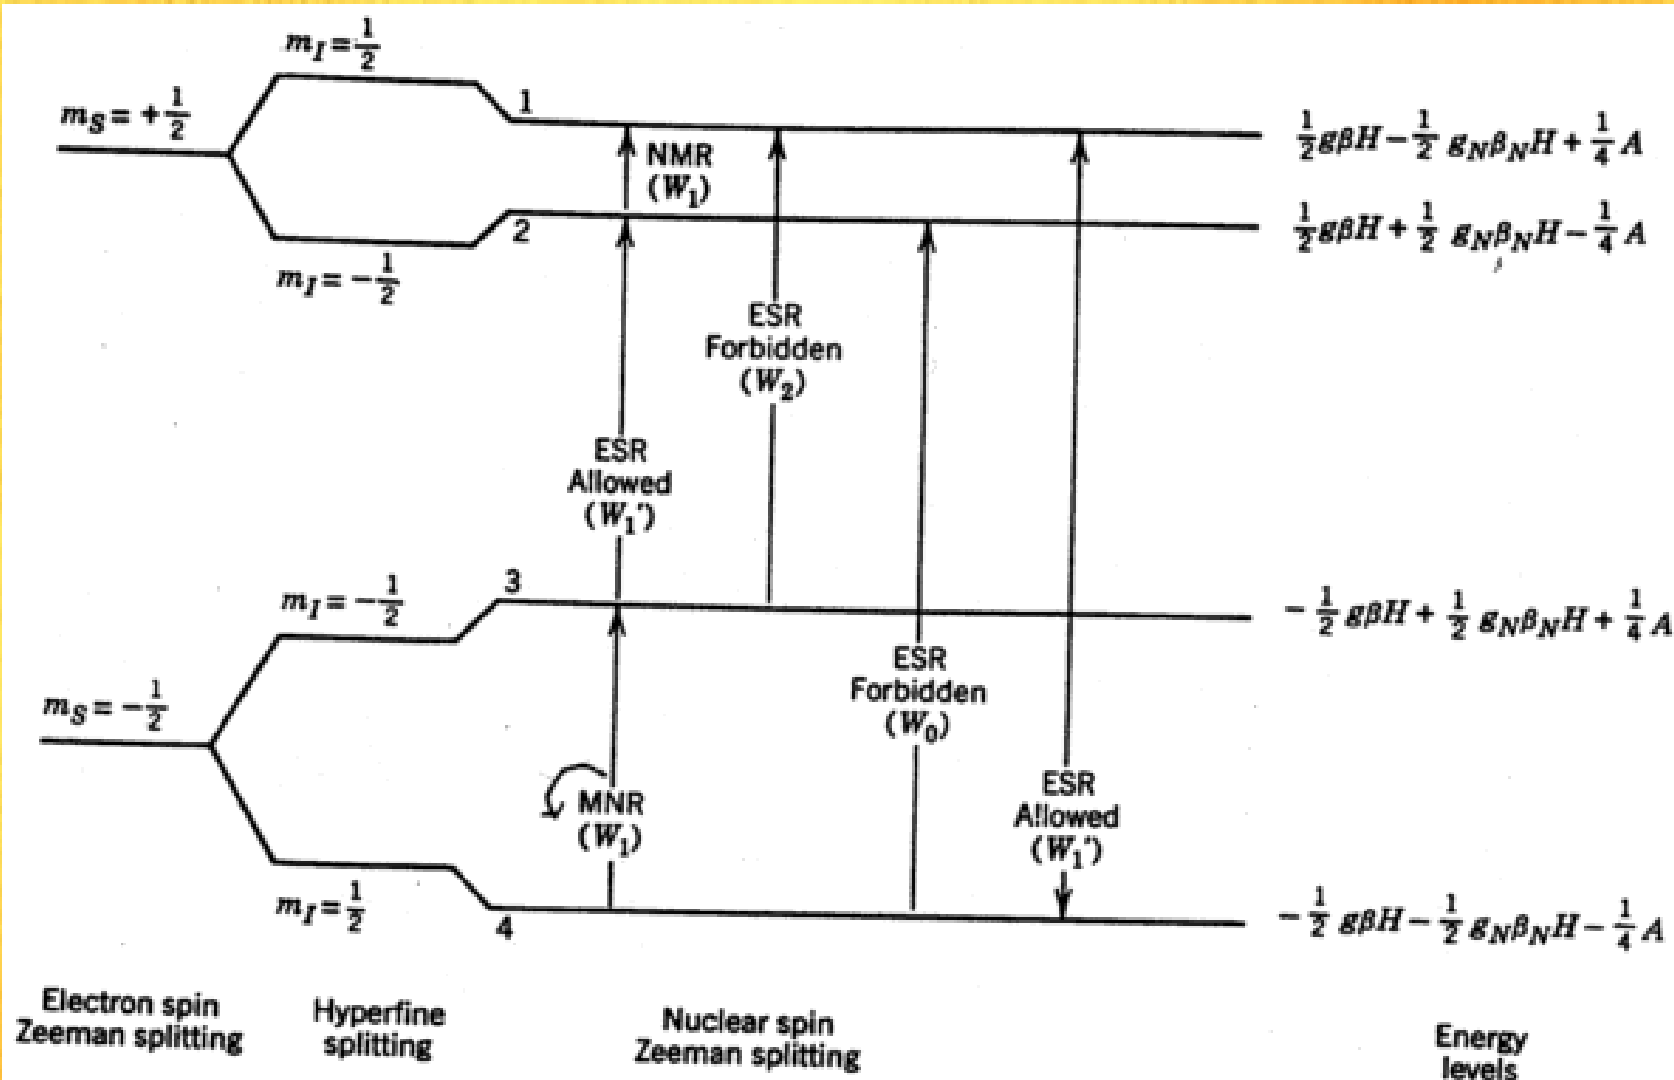 m_I = 1/2
m_S = + 1/2
1
1/2 gβH − 1/2 g_Nβ_NH + 1/4 A
NMR
(W_1)
2
1/2 gβH + 1/2 g_Nβ_NH − 1/4 A
m_I = − 1/2
ESR
Forbidden
(W_2)
ESR
Allowed
(W_1')
m_I = − 1/2
3
− 1/2 gβH + 1/2 g_Nβ_NH + 1/4 A
ESR
Forbidden
(W_0)
m_S = − 1/2
MNR
(W_1)
ESR
Allowed
(W_1')
m_I = 1/2
4
− 1/2 gβH − 1/2 g_Nβ_NH − 1/4 A
Electron spin
Zeeman splitting
Hyperfine
splitting
Nuclear spin
Zeeman splitting
Energy
levels